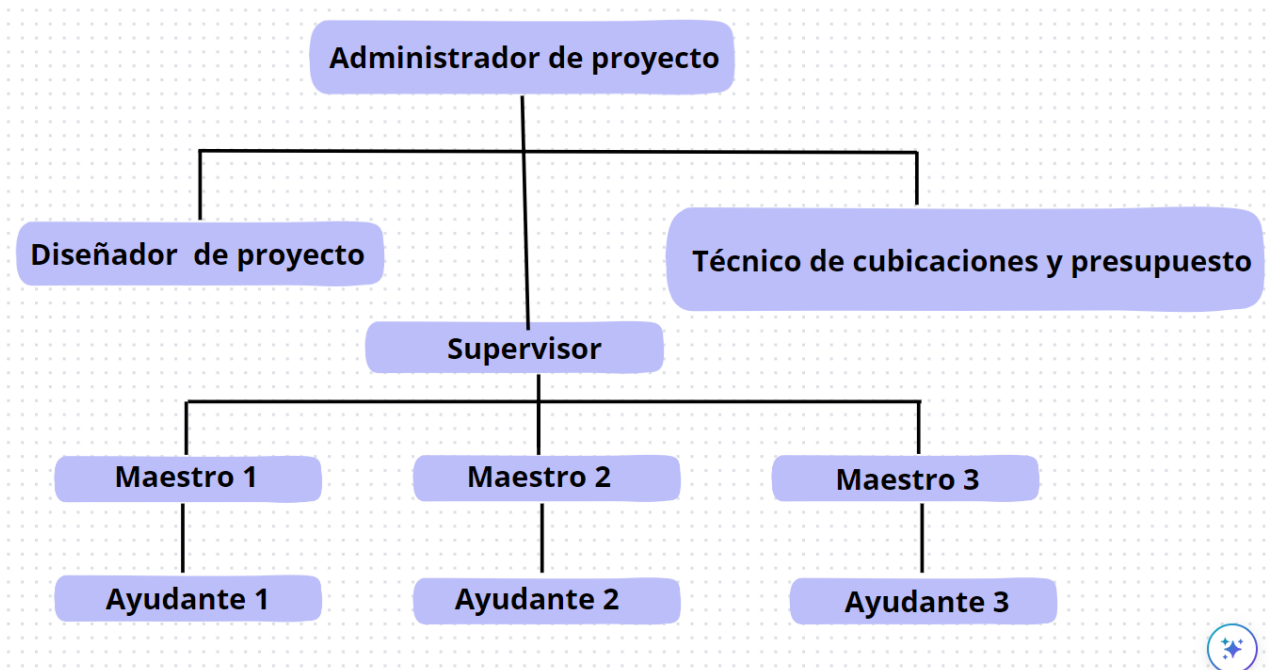 Administrador de proyecto
Diseñador de proyecto
Técnico de cubicaciones y presupuesto
Supervisor
Maestro 1
Maestro 2
Maestro 3
Ayudante 1
Ayudante 2
Ayudante 3